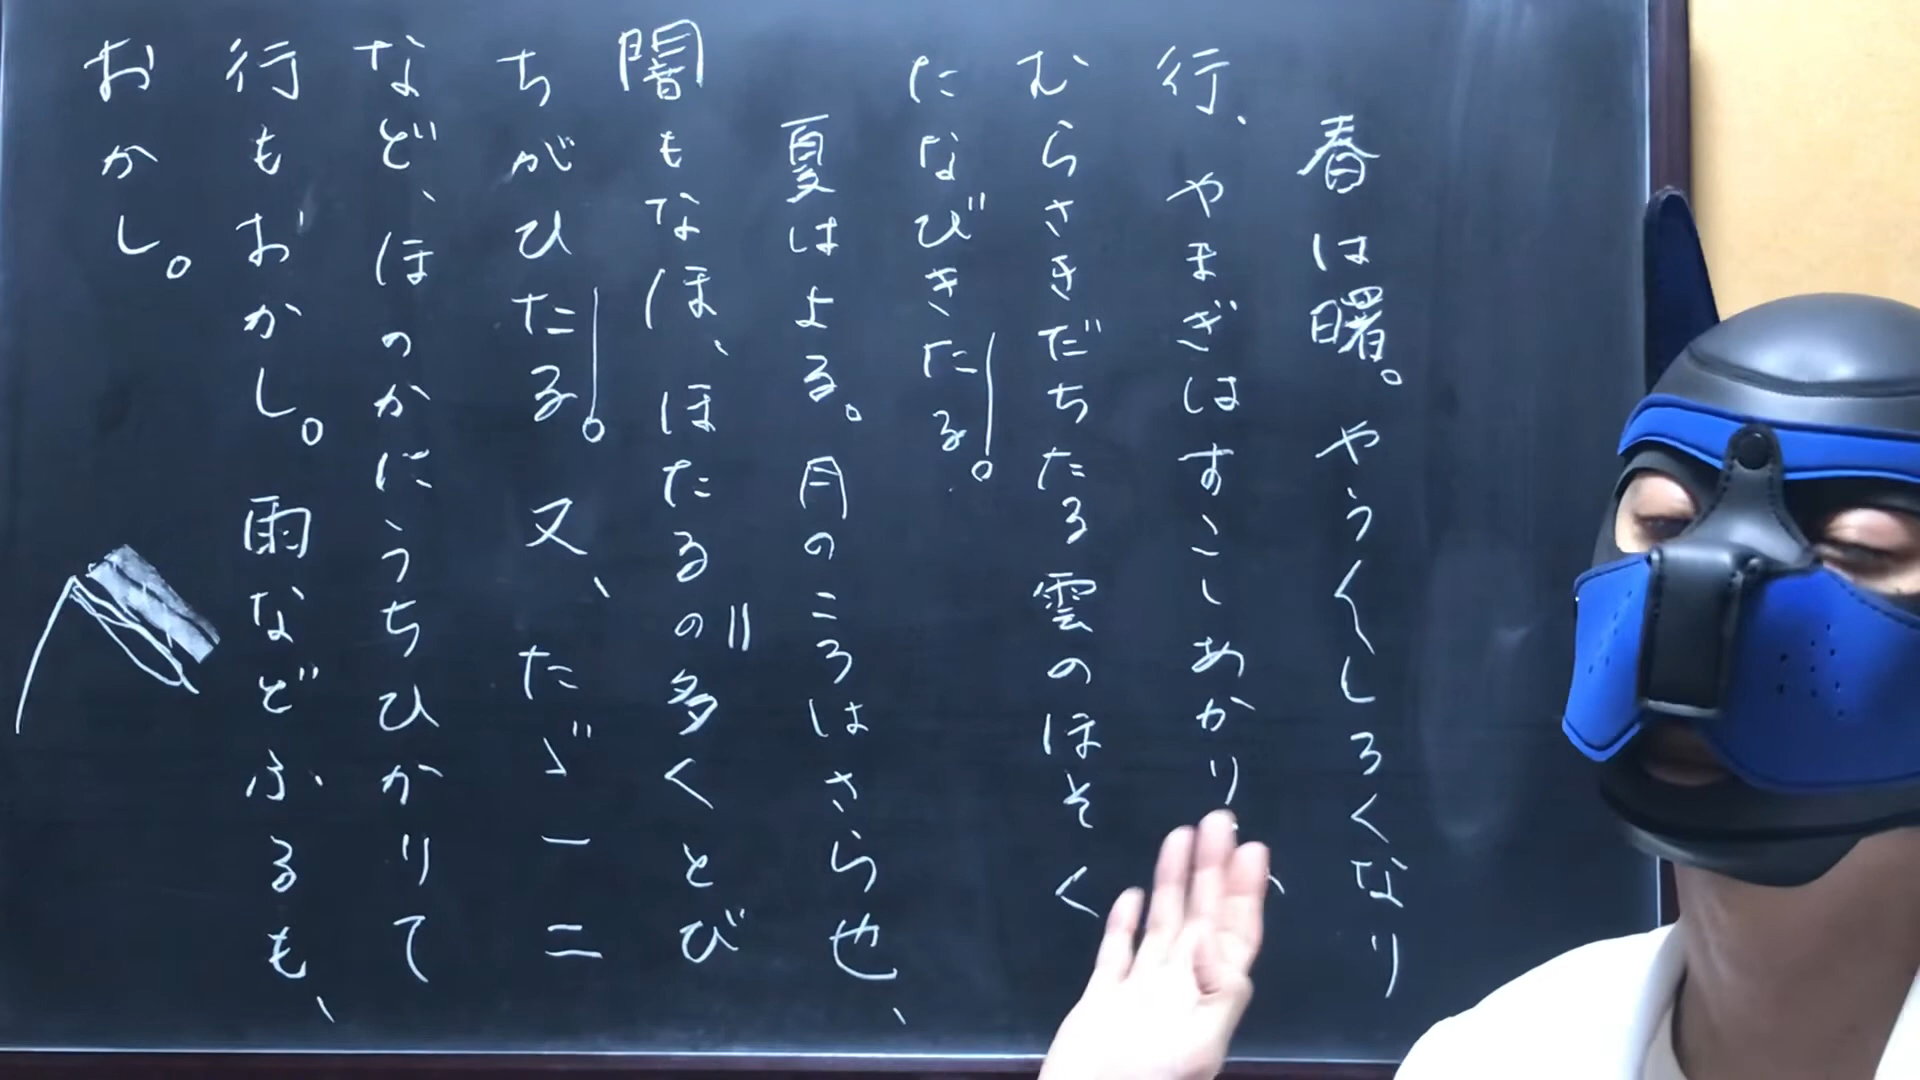 春は曙。やう〱しろくなり
行、やまぎはすこしあかり、
むらさきだちたる雲のほそく
たなびきたる。
夏はよる。月のころはさら也、
闇もなほ、ほたるの多くとび
ちがひたる。又、たゞ一二
など、ほのかにうちひかりて
行もおかし。雨などふるも、
おかし。